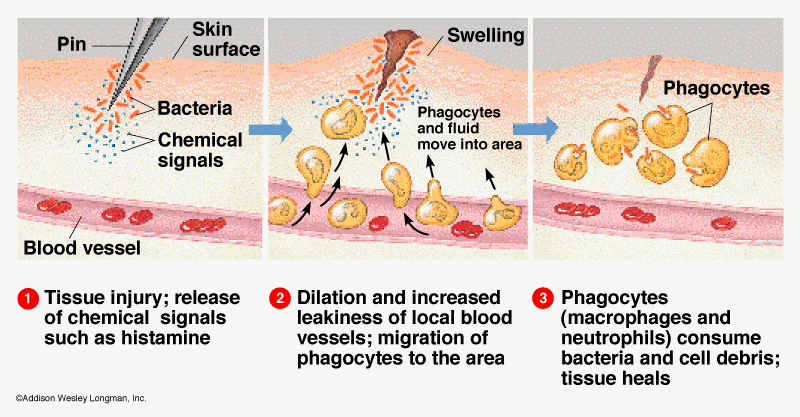 Pin
Skin
surface
Bacteria
Chemical
signals
Blood vessel
Swelling
Phagocytes
and fluid
move into area
Phagocytes
1 Tissue injury; release
of chemical signals
such as histamine
2 Dilation and increased
leakiness of local blood
vessels; migration of
phagocytes to the area
3 Phagocytes
(macrophages and
neutrophils) consume
bacteria and cell debris;
tissue heals
©Addison Wesley Longman, Inc.